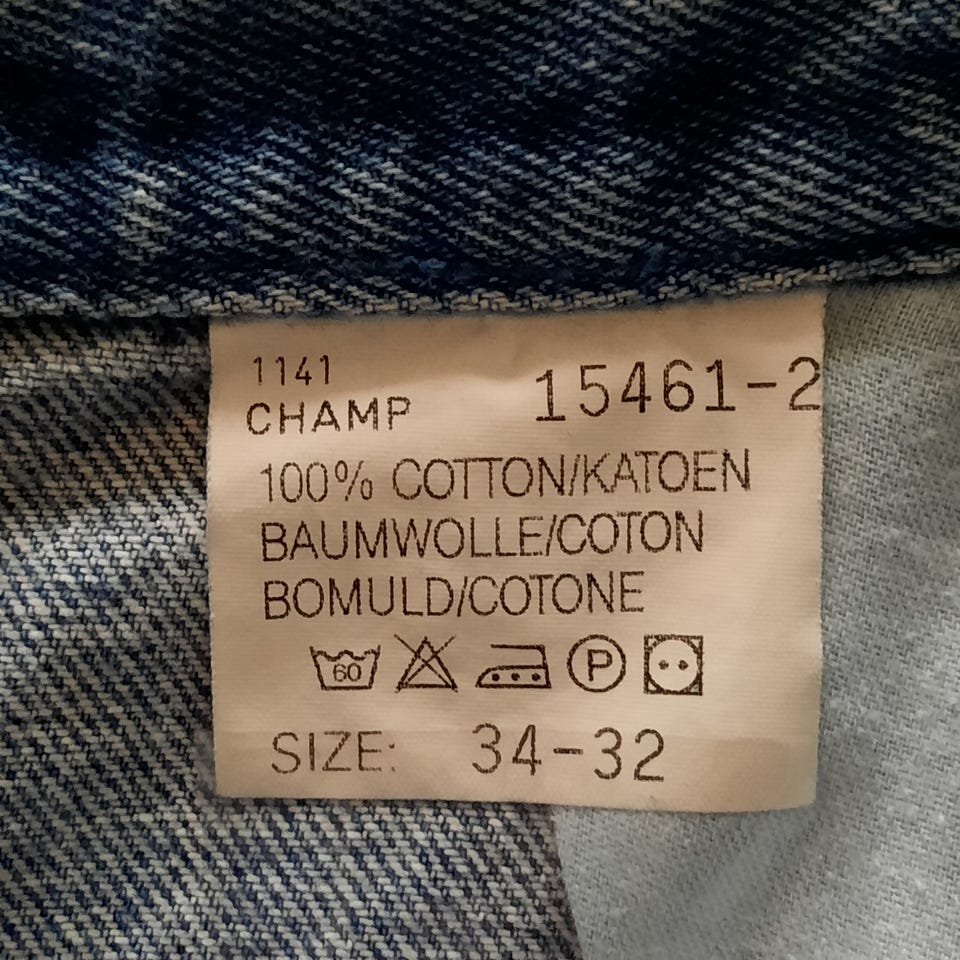 1141 15461-2
CHAMP
100% COTTON/KATOEN
BAUMWOLLE/COTON
BOMULD/COTONE
60 P
SIZE: 34-32